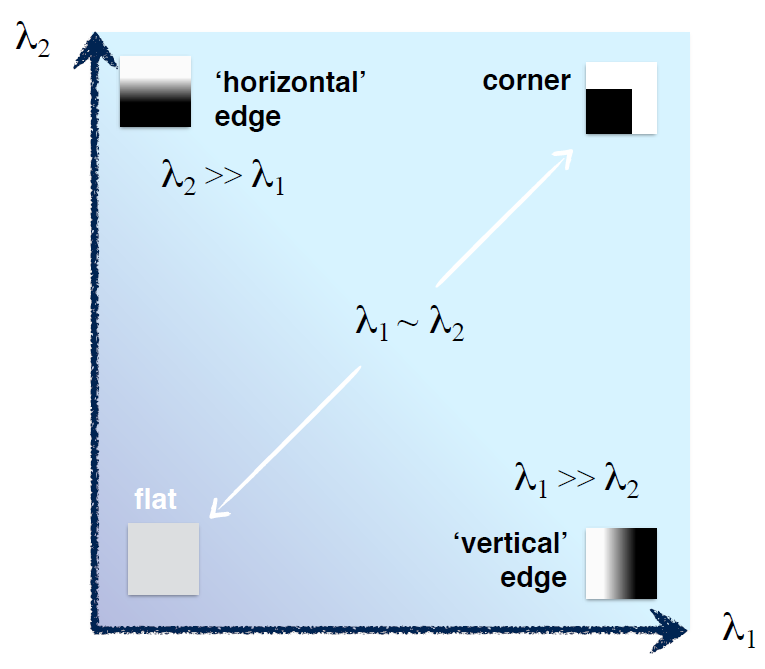 λ₂
‘horizontal’
edge
corner
λ₂ >> λ₁
λ₁ ~ λ₂
λ₁ >> λ₂
flat
‘vertical’
edge
λ₁